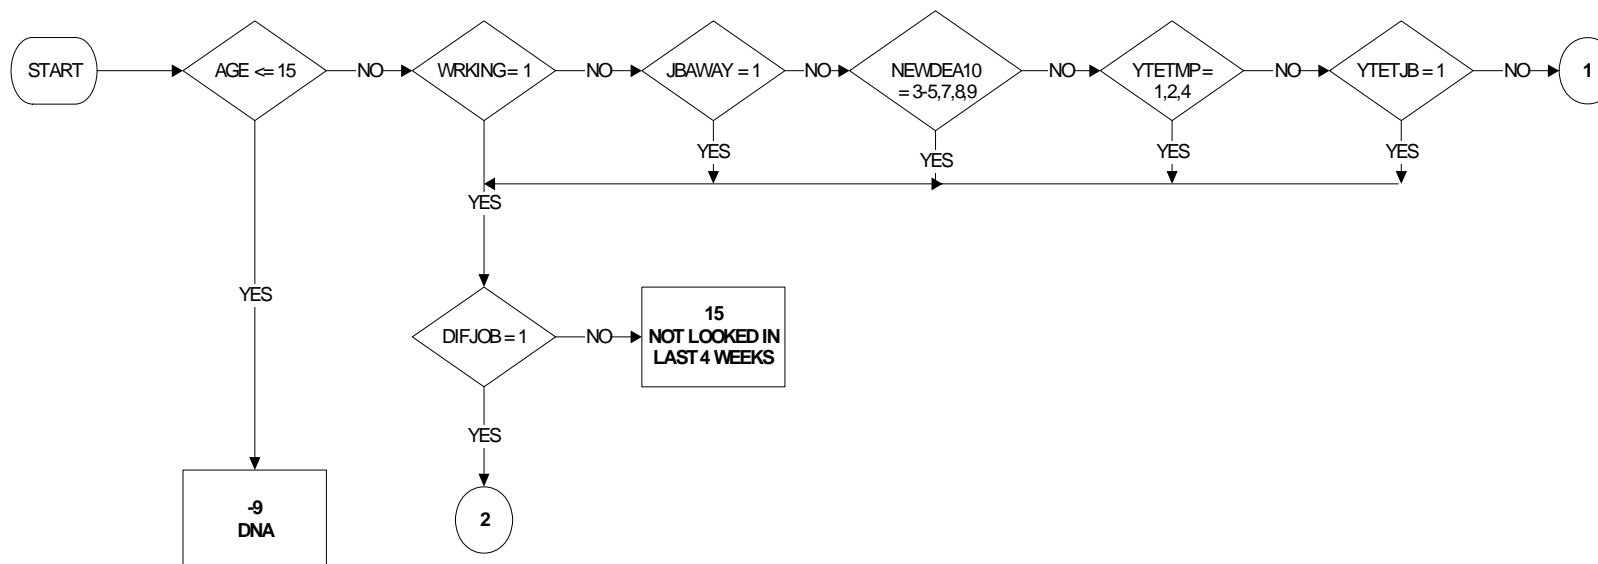 START
AGE <= 15
NO
WRKING = 1
NO
JBAWAY = 1
NO
NEWDEA10
= 3-5,7,8,9
NO
YTETMP =
1,2,4
NO
YTETJB = 1
NO
1
YES
YES
YES
YES
YES
YES
DIFJOB = 1
NO
15
NOT LOOKED IN
LAST 4 WEEKS
YES
-9
DNA
2